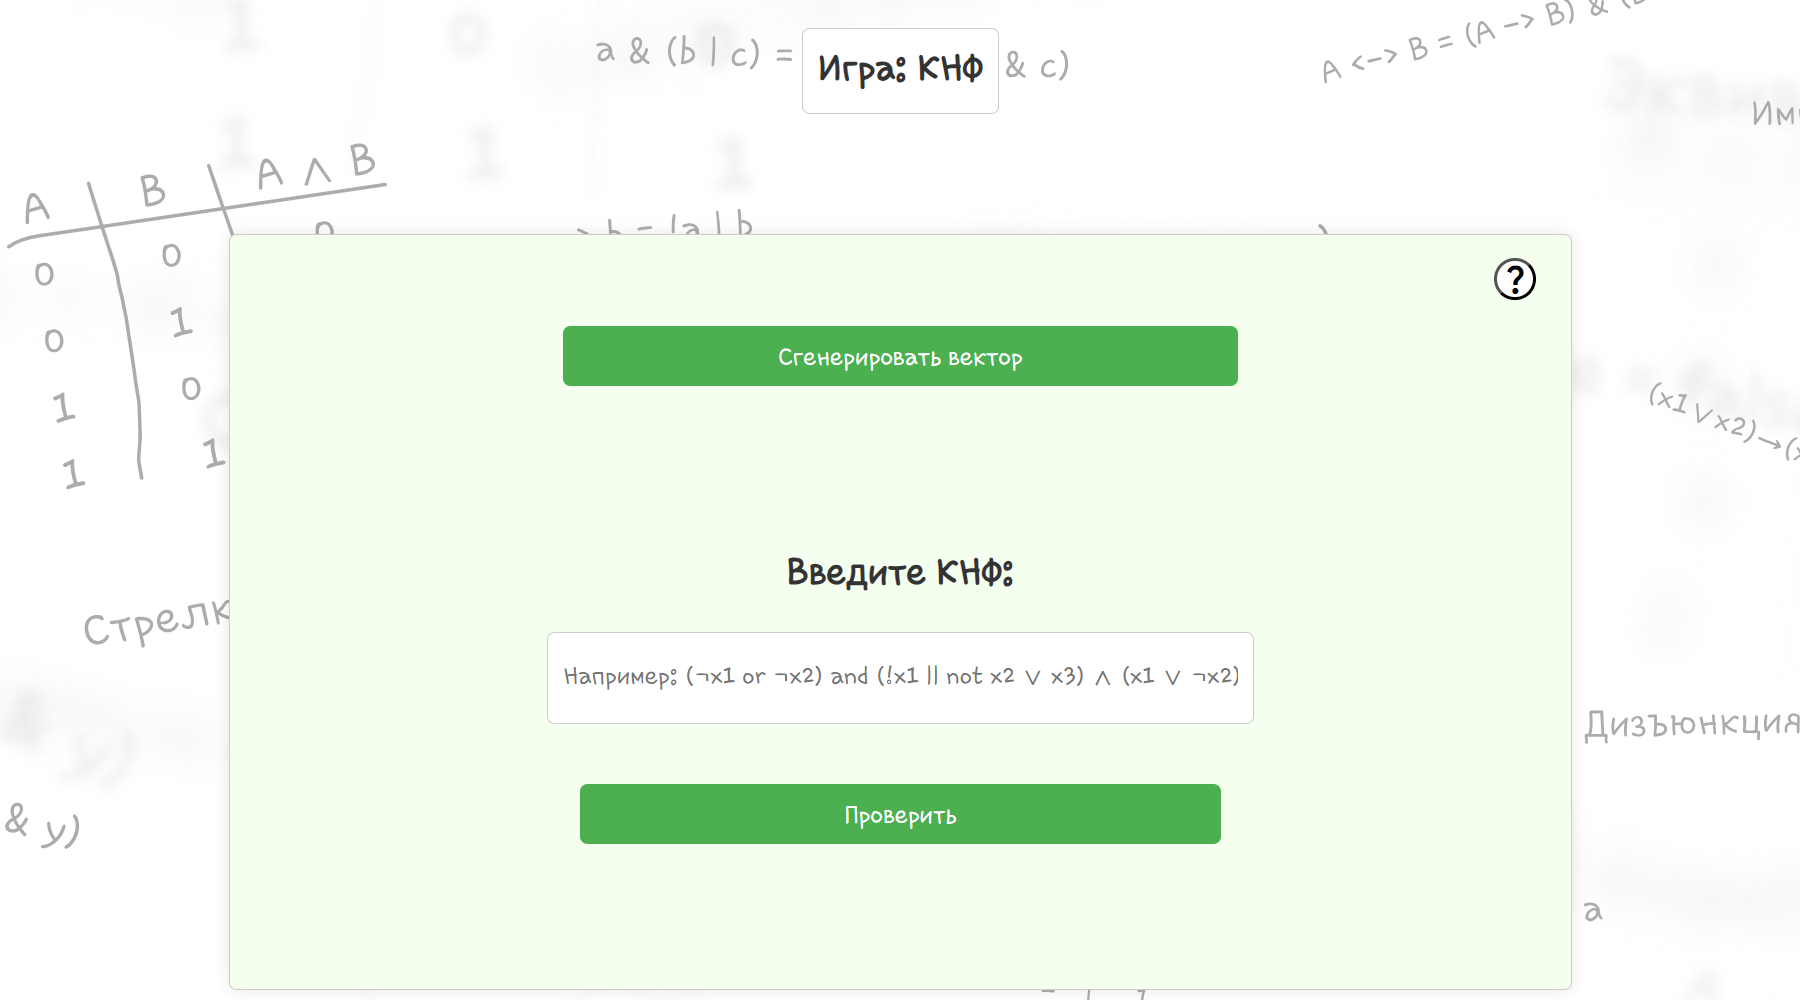 a & (b | c) =
Игра: КНФ
& c)
A <-> B = (A -> B) & (
Эквив
Им
A | B | A ∧ B
0 0 0
0 1
1 0
1 1
-> b = (a | b
?
Сгенерировать вектор
(x1 ∨ x2) → (x
Введите КНФ:
Стрелк
Например: (¬x1 or ¬x2) and (!x1 || not x2 ∨ x3) ∧ (x1 ∨ ¬x2)
Дизъюнкция
& y)
Проверить
a